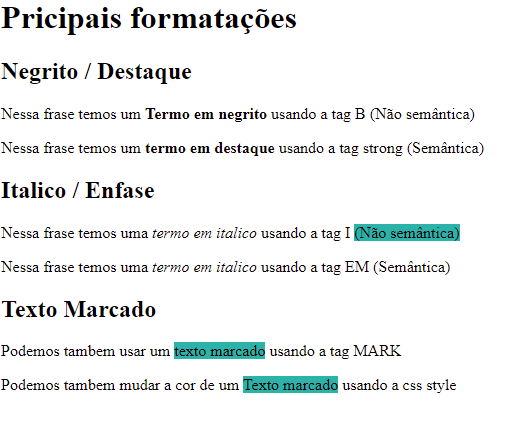 Pricipais formatações
Negrito / Destaque
Nessa frase temos um Termo em negrito usando a tag B (Não semântica)
Nessa frase temos um termo em destaque usando a tag strong (Semântica)
Italico / Enfase
Nessa frase temos uma termo em italico usando a tag I (Não semântica)
Nessa frase temos uma termo em italico usando a tag EM (Semântica)
Texto Marcado
Podemos tambem usar um texto marcado usando a tag MARK
Podemos tambem mudar a cor de um Texto marcado usando a css style